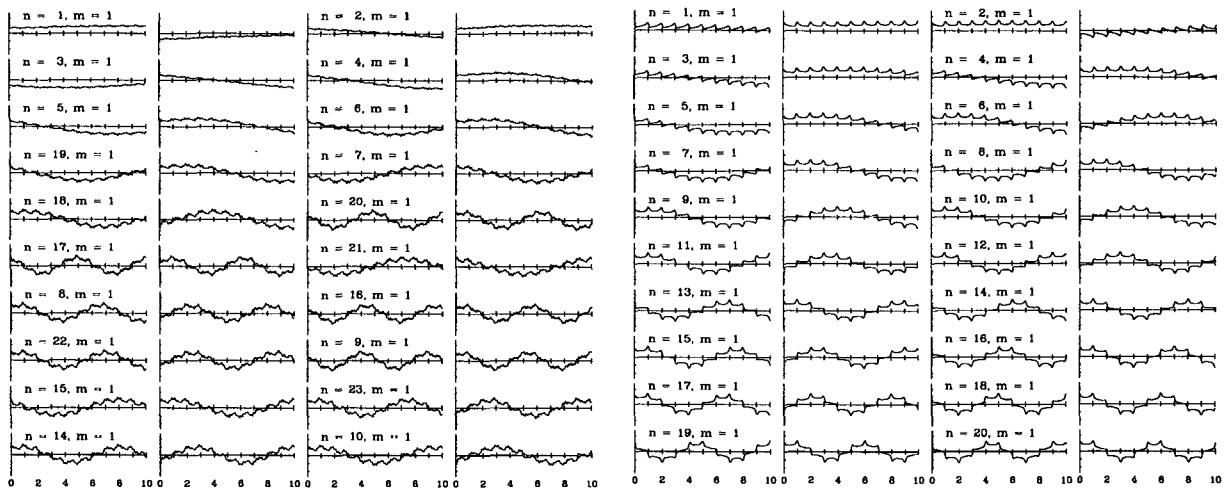 n = 1, m = 1 n = 2, m = 1
n = 3, m = 1 n = 4, m = 1
n = 5, m = 1 n = 6, m = 1
n = 19, m = 1 n = 7, m = 1
n = 18, m = 1 n = 20, m = 1
n = 17, m = 1 n = 21, m = 1
n = 8, m = 1 n = 16, m = 1
n = 22, m = 1 n = 9, m = 1
n = 15, m = 1 n = 23, m = 1
n = 14, m = 1 n = 10, m = 1
0 2 4 6 8 10 0 2 4 6 8 10 0 2 4 6 8 10 0 2 4 6 8 10
n = 1, m = 1 n = 2, m = 1
n = 3, m = 1 n = 4, m = 1
n = 5, m = 1 n = 6, m = 1
n = 7, m = 1 n = 8, m = 1
n = 9, m = 1 n = 10, m = 1
n = 11, m = 1 n = 12, m = 1
n = 13, m = 1 n = 14, m = 1
n = 15, m = 1 n = 16, m = 1
n = 17, m = 1 n = 18, m = 1
n = 19, m = 1 n = 20, m = 1
0 2 4 6 8 10 0 2 4 6 8 10 0 2 4 6 8 10 0 2 4 6 8 10